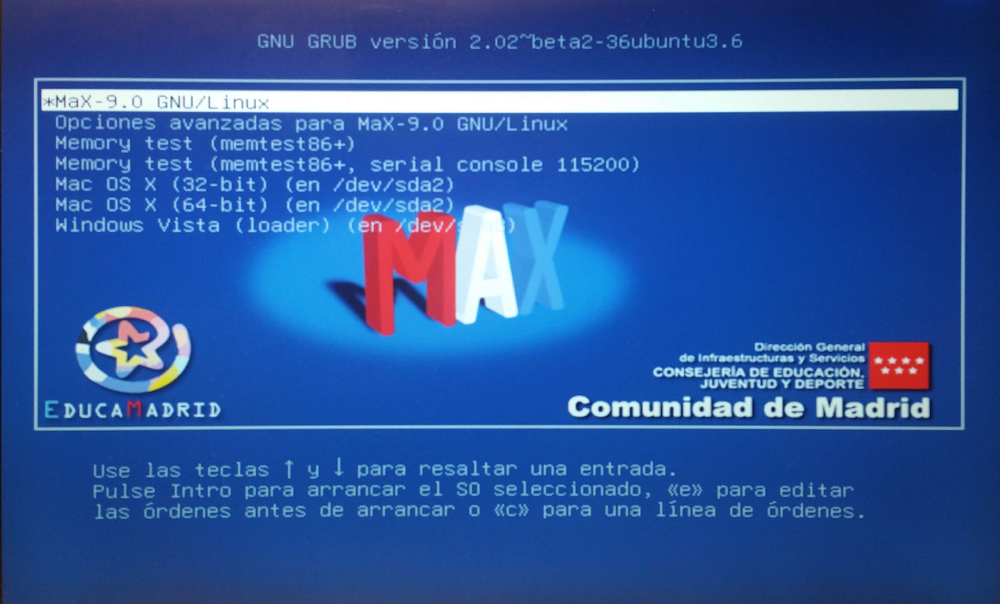 GNU GRUB versión 2.02~beta2-36ubuntu3.6
*MaX-9.0 GNU/Linux
Opciones avanzadas para MaX-9.0 GNU/Linux
Memory test (memtest86+)
Memory test (memtest86+, serial console 115200)
Mac OS X (32-bit) (en /dev/sda2)
Mac OS X (64-bit) (en /dev/sda2)
Windows Vista (loader) (en
MAX
EDUCAMADRID
Dirección General
de Infraestructuras y Servicios
CONSEJERÍA DE EDUCACIÓN,
JUVENTUD Y DEPORTE
Comunidad de Madrid
Use las teclas ↑ y ↓ para resaltar una entrada.
Pulse Intro para arrancar el SO seleccionado, «e» para editar
las órdenes antes de arrancar o «c» para una línea de órdenes.